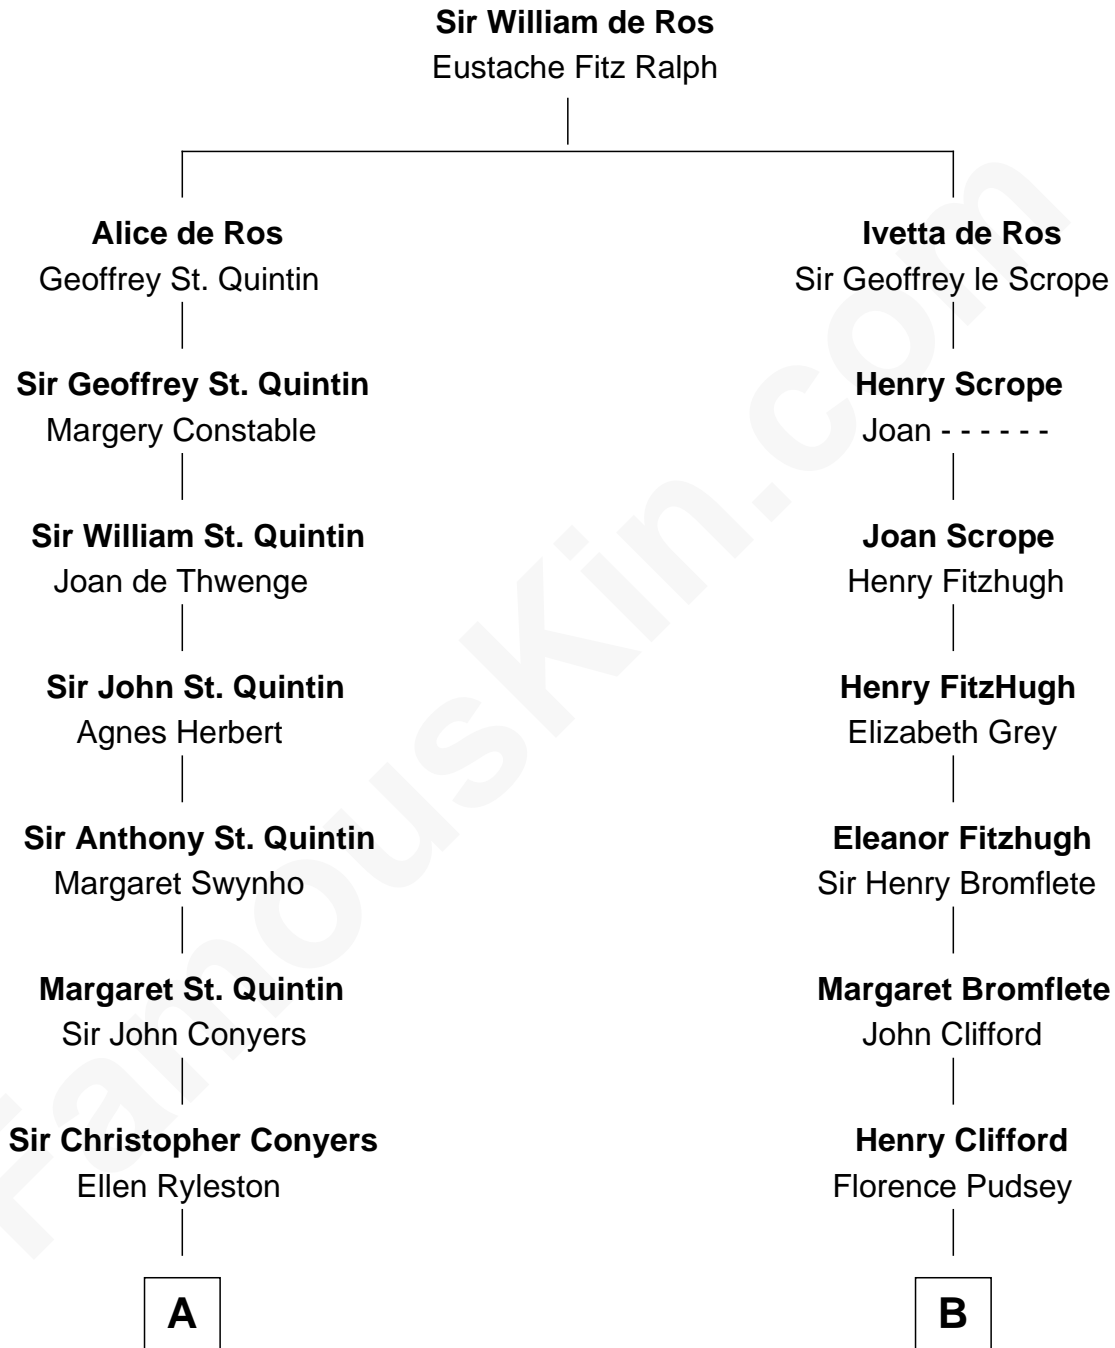 Sir William de Ros
Eustache Fitz Ralph
Alice de Ros
Geoffrey St. Quintin
Ivetta de Ros
Sir Geoffrey le Scrope
Sir Geoffrey St. Quintin
Margery Constable
Henry Scrope
Joan - - - - - -
Sir William St. Quintin
Joan de Thwenge
Joan Scrope
Henry Fitzhugh
Sir John St. Quintin
Agnes Herbert
Henry FitzHugh
Elizabeth Grey
Sir Anthony St. Quintin
Margaret Swynho
Eleanor Fitzhugh
Sir Henry Bromflete
Margaret St. Quintin
Sir John Conyers
Margaret Bromflete
John Clifford
Sir Christopher Conyers
Ellen Ryleston
Henry Clifford
Florence Pudsey
A
B
FamousKin.com